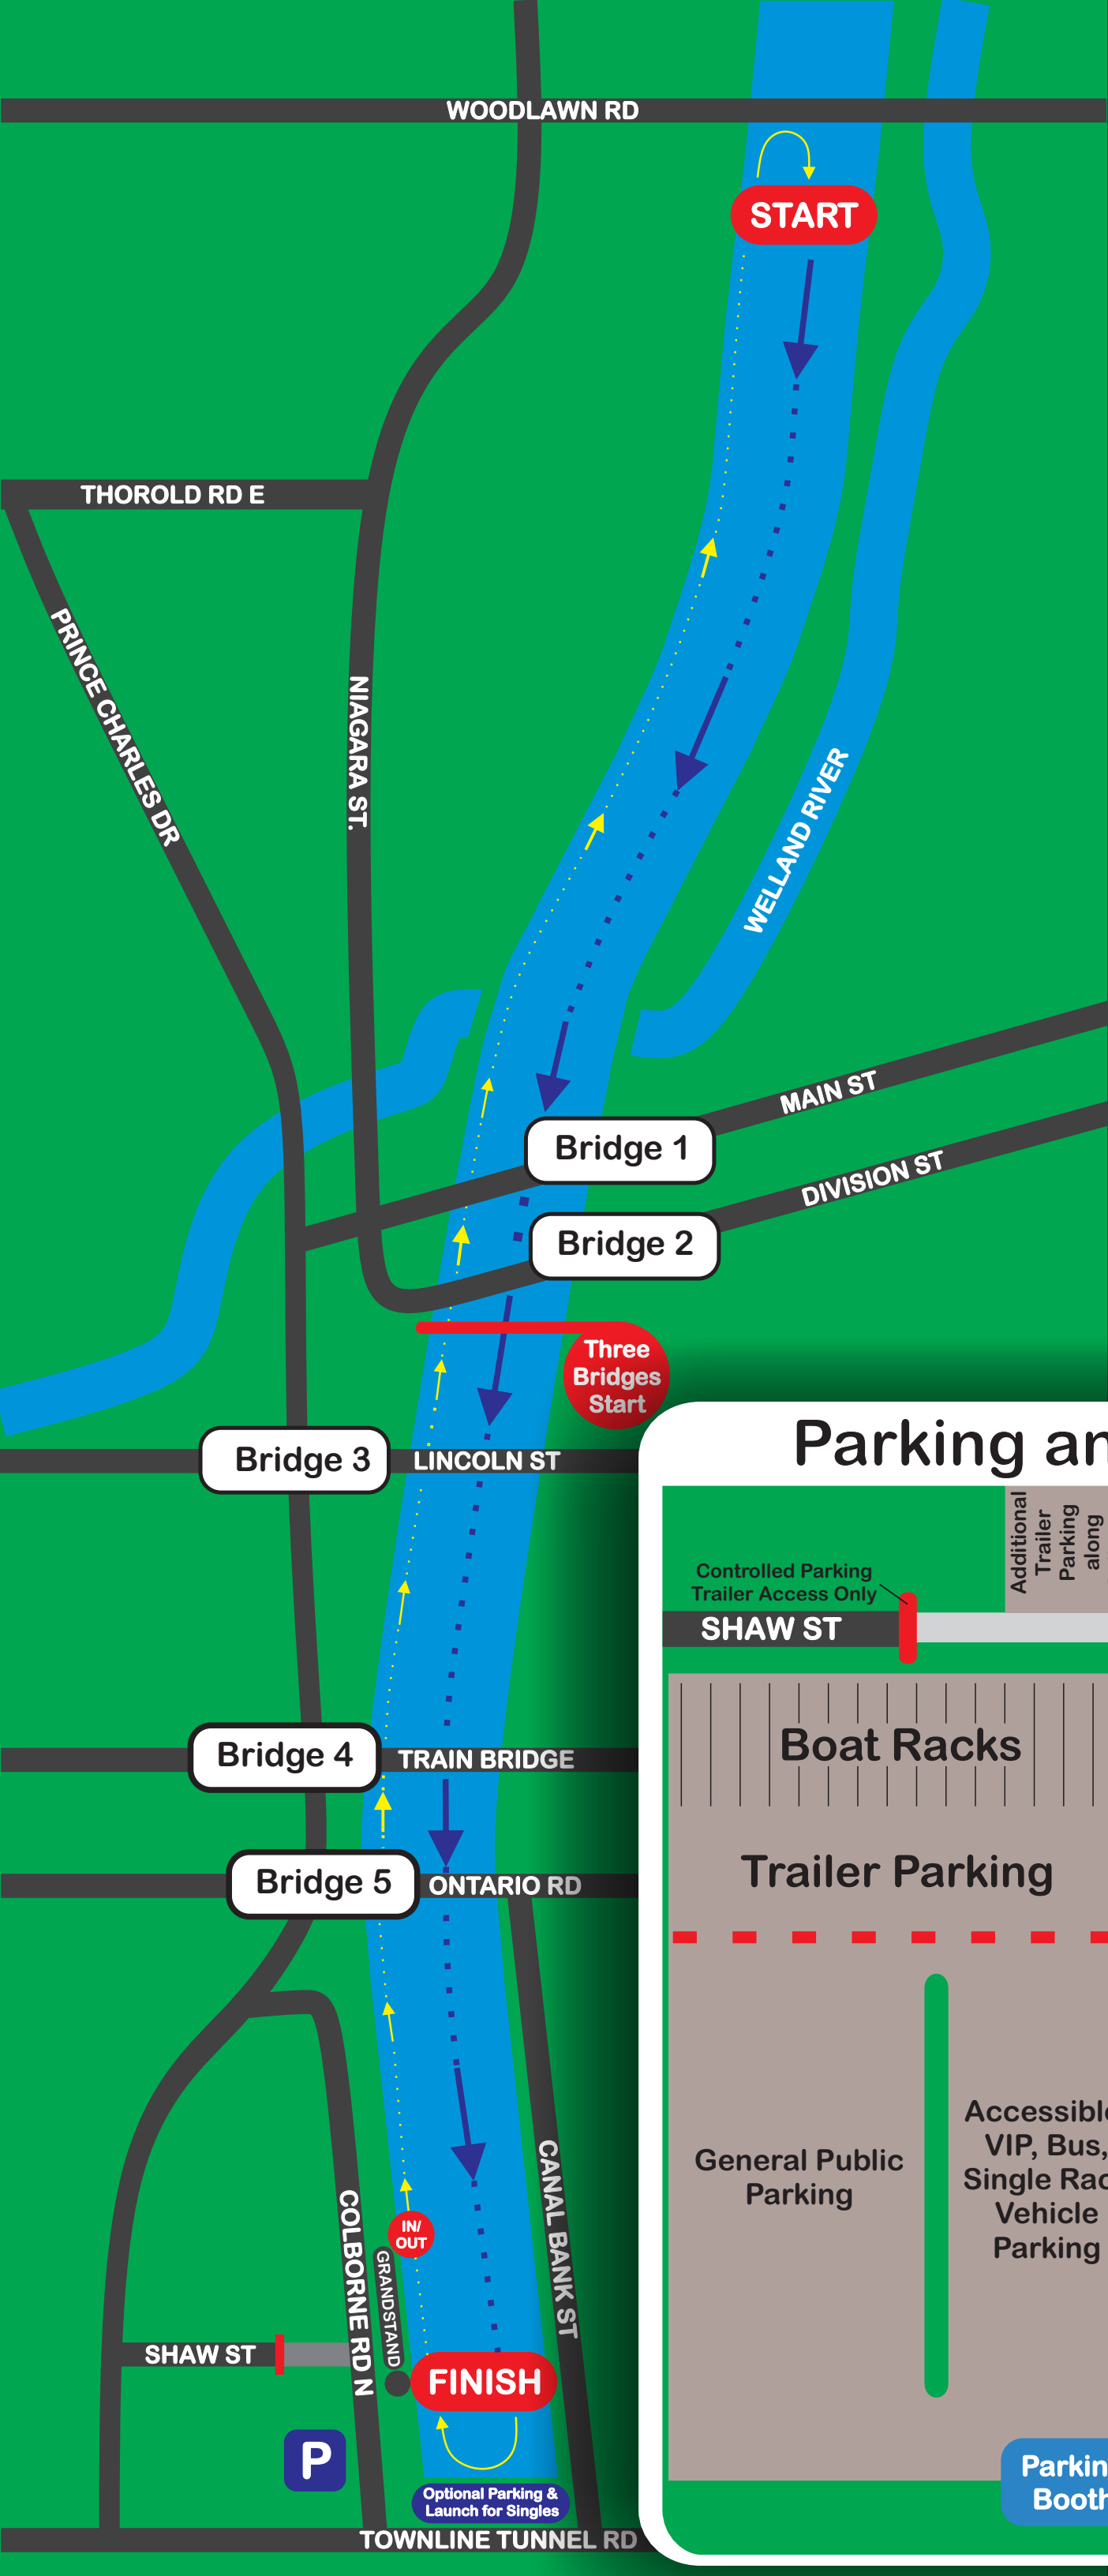 WOODLAWN RD
START
THOROLD RD E
PRINCE CHARLES DR
NIAGARA ST.
WELLAND RIVER
MAIN ST
Bridge 1
DIVISION ST
Bridge 2
Three
Bridges
Start
Bridge 3
LINCOLN ST
Parking an
Additional
Trailer
Parking
along
Controlled Parking
Trailer Access Only
SHAW ST
Boat Racks
Bridge 4
TRAIN BRIDGE
Trailer Parking
Bridge 5
ONTARIO RD
General Public
Parking
Accessible
VIP, Bus,
Single Rac
Vehicle
Parking
CANAL BANK ST
COLBORNE RD N
IN/
OUT
GRANDSTAND
SHAW ST
FINISH
P
Optional Parking &
Launch for Singles
Parkin
Booth
TOWNLINE TUNNEL RD